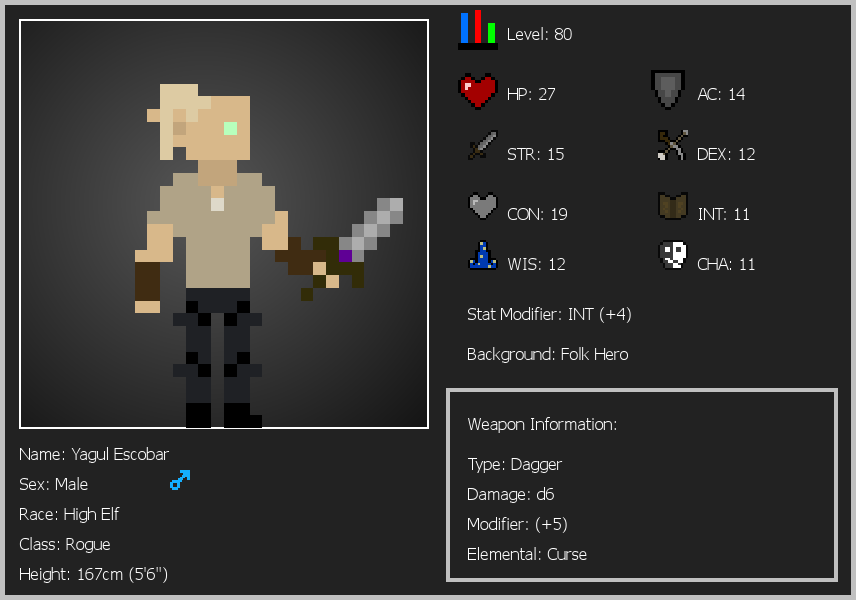 Level: 80
HP: 27
AC: 14
STR: 15
DEX: 12
CON: 19
INT: 11
WIS: 12
CHA: 11
Stat Modifier: INT (+4)
Background: Folk Hero
Weapon Information:
Type: Dagger
Damage: d6
Modifier: (+5)
Elemental: Curse
Name: Yagul Escobar
Sex: Male
Race: High Elf
Class: Rogue
Height: 167cm (5'6")